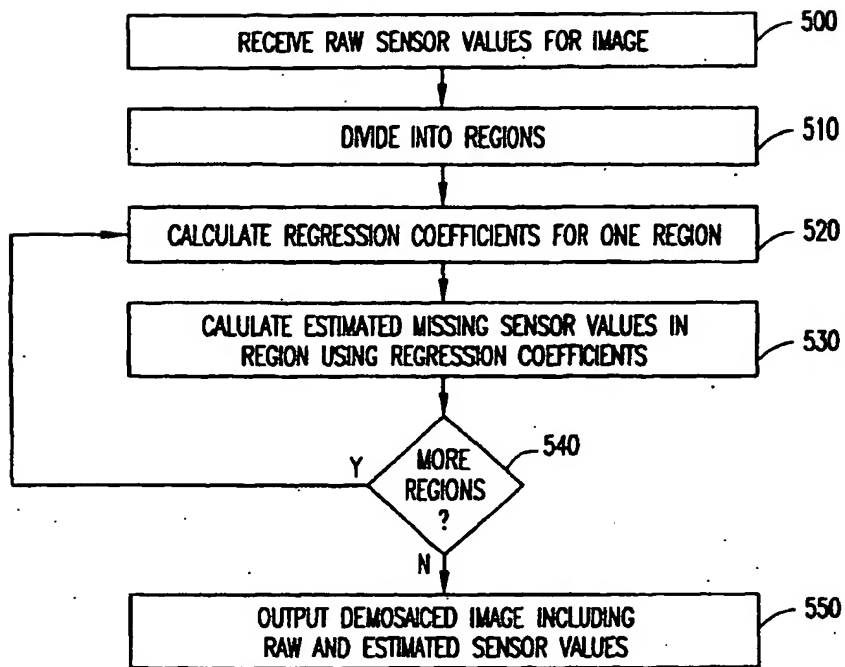 RECEIVE RAW SENSOR VALUES FOR IMAGE
500
DIVIDE INTO REGIONS
510
CALCULATE REGRESSION COEFFICIENTS FOR ONE REGION
520
CALULATE ESTIMATED MISSING SENSOR VALUES IN
REGION USING REGRESSION COEFFICIENTS
530
540
Y
MORE
REGIONS
?
N
OUTPUT DEMOSAICED IMAGE INCLUDING
RAW AND ESTIMATED SENSOR VALUES
550